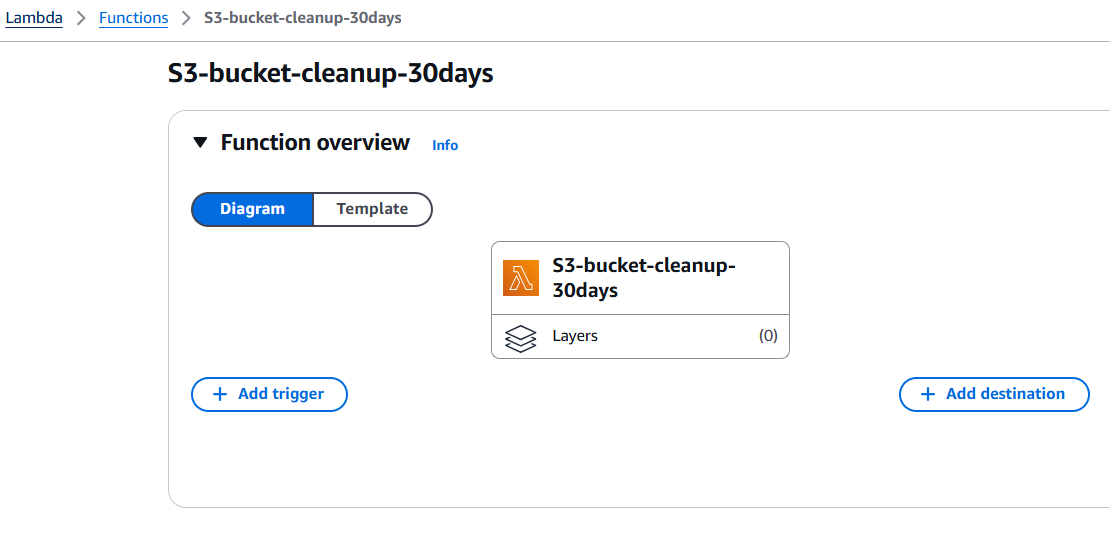 Lambda > Functions > S3-bucket-cleanup-30days
S3-bucket-cleanup-30days
Function overview Info
Diagram Template
S3-bucket-cleanup-
30days
Layers (0)
+ Add trigger + Add destination